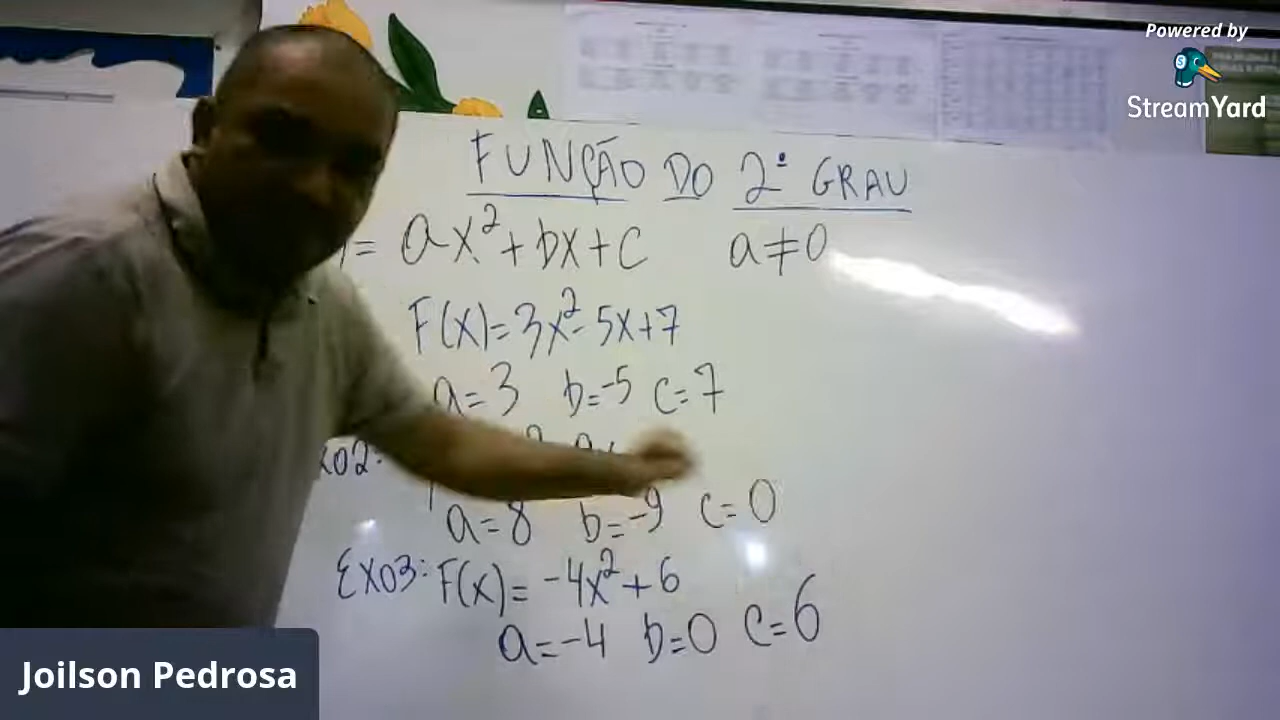 Powered by
StreamYard
FUNÇÃO DO 2º GRAU
= ax²+bx+c a≠0
F(x)=3x²-5x+7
a=3 b=-5 c=7
x02:
a=8 b=-9 c=0
Ex03: F(x)=-4x²+6
a=-4 b=0 c=6
Joilson Pedrosa